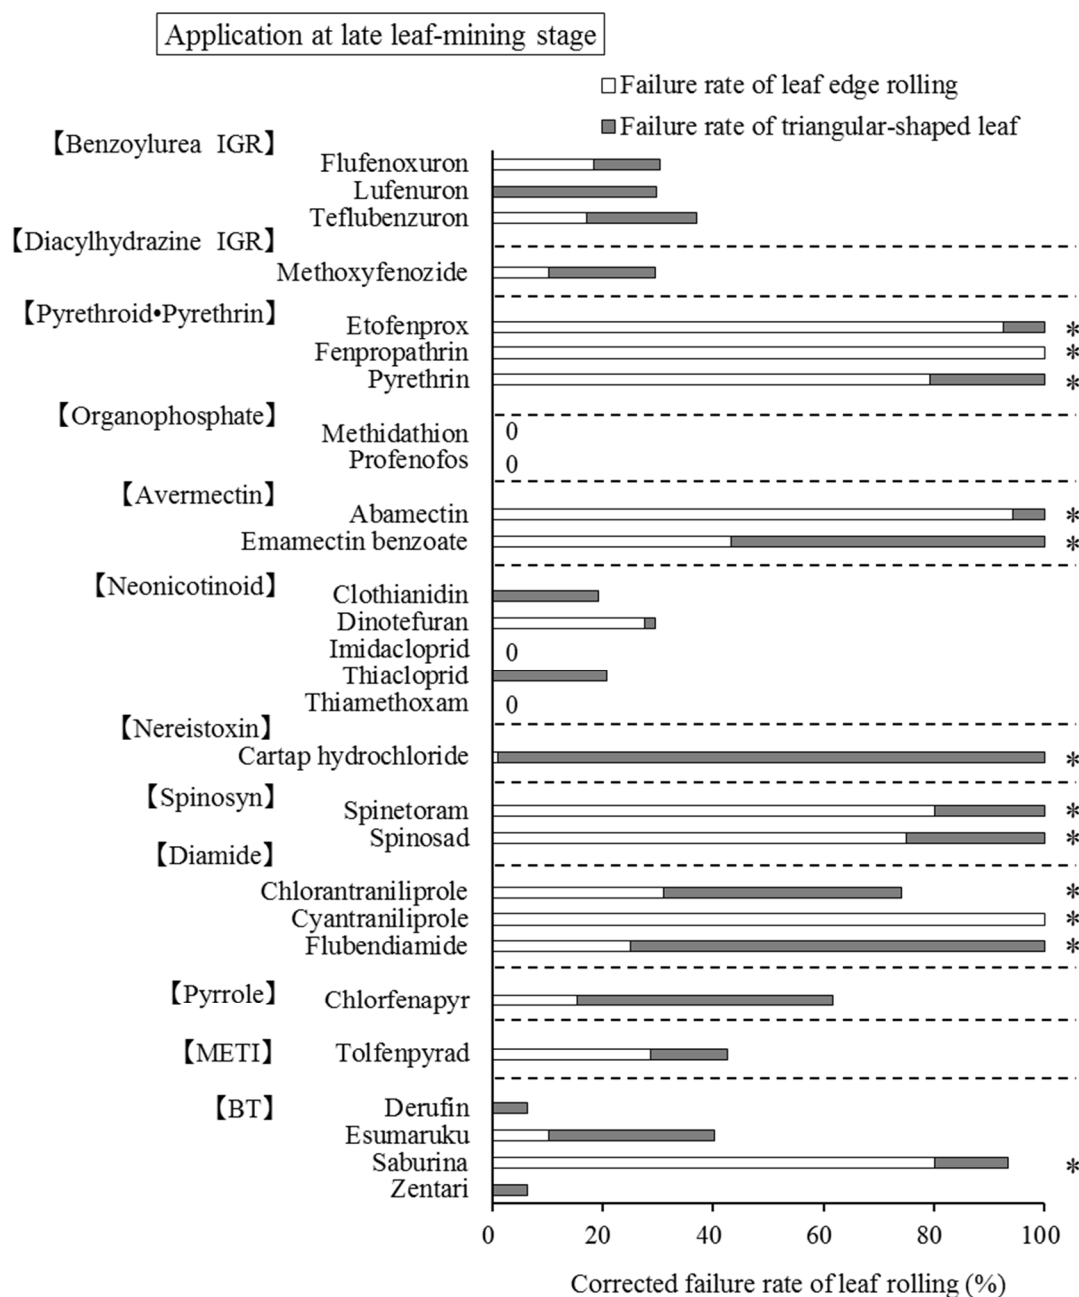 Application at late leaf-mining stage
Failure rate of leaf edge rolling
Failure rate of triangular-shaped leaf
【Benzoylurea IGR】
Flufenoxuron
Lufenuron
Teflubenzuron
【Diacylhydrazine IGR】
Methoxyfenozide
【Pyrethroid•Pyrethrin】
Etofenprox *
Fenpropathrin *
Pyrethrin *
【Organophosphate】
Methidathion 0
Profenofos 0
【Avermectin】
Abamectin *
Emamectin benzoate *
【Neonicotinoid】
Clothianidin
Dinotefuran
Imidacloprid 0
Thiacloprid
Thiamethoxam 0
【Nereistoxin】
Cartap hydrochloride *
【Spinosyn】
Spinetoram *
Spinosad *
【Diamide】
Chlorantraniliprole *
Cyantraniliprole *
Flubendiamide *
【Pyrrole】
Chlorfenapyr
【METI】
Tolfenpyrad
【BT】
Derufin
Esumaruku
Saburina *
Zentari
0 20 40 60 80 100
Corrected failure rate of leaf rolling (%)